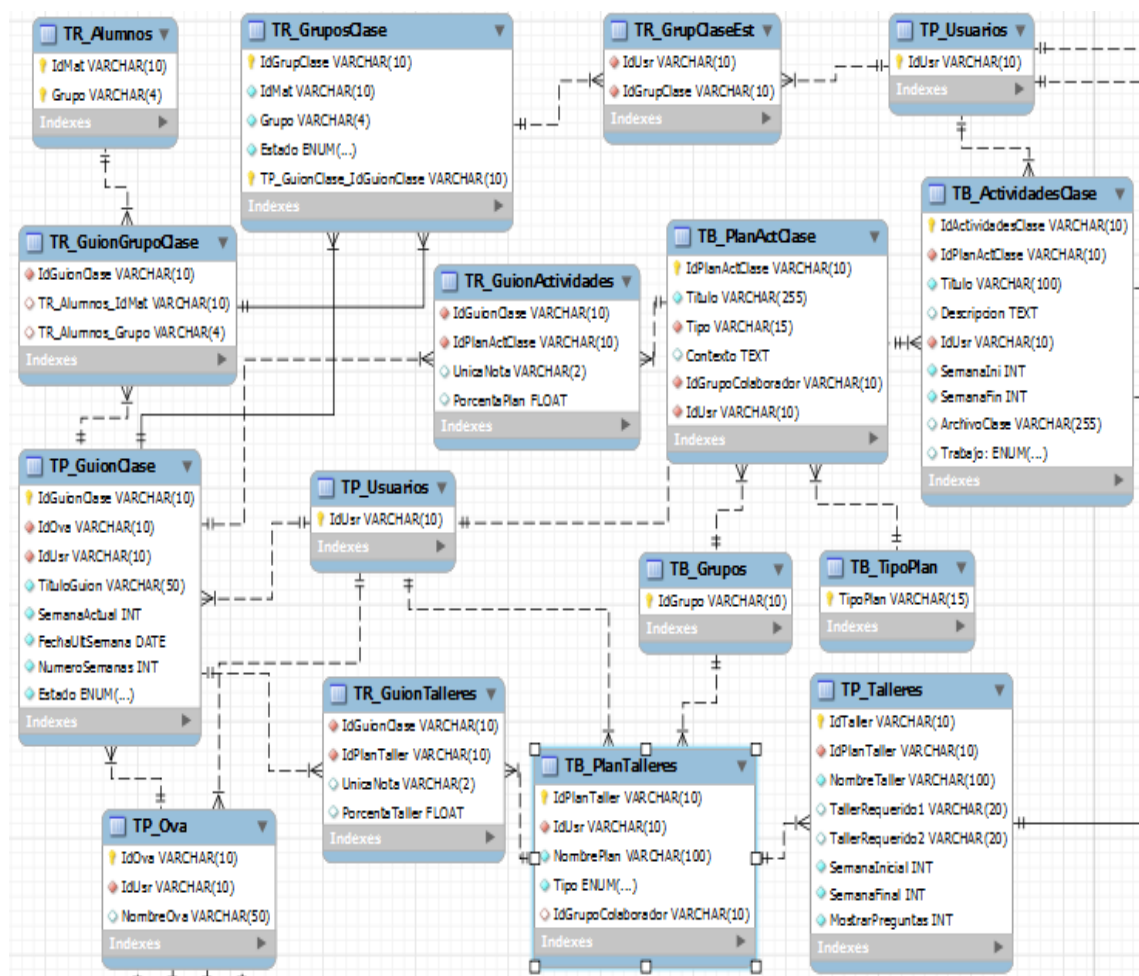 TR_Alumnos
IdMat VARCHAR(10)
Grupo VARCHAR(4)
Indexes
TR_GruposClase
IdGrupClase VARCHAR(10)
IdMat VARCHAR(10)
Grupo VARCHAR(4)
Estado ENUM(...)
TP_GuionClase_IdGuionClase VARCHAR(10)
Indexes
TR_GrupClaseEst
IdUsr VARCHAR(10)
IdGrupClase VARCHAR(10)
Indexes
TP_Usuarios
IdUsr VARCHAR(10)
Indexes
TR_GuionGrupoClase
IdGuionClase VARCHAR(10)
TR_Alumnos_IdMat VARCHAR(10)
TR_Alumnos_Grupo VARCHAR(4)
Indexes
TR_GuionActividades
IdGuionClase VARCHAR(10)
IdPlanActClase VARCHAR(10)
UnicaNota VARCHAR(2)
PorcentaPlan FLOAT
Indexes
TB_PlanActClase
IdPlanActClase VARCHAR(10)
Titulo VARCHAR(255)
Tipo VARCHAR(15)
Contexto TEXT
IdGrupoColaborador VARCHAR(10)
IdUsr VARCHAR(10)
Indexes
TB_ActividadesClase
IdActividadesClase VARCHAR(10)
IdPlanActClase VARCHAR(10)
Titulo VARCHAR(100)
Descripcion TEXT
IdUsr VARCHAR(10)
SemanaIni INT
SemanaFin INT
ArchivoClase VARCHAR(255)
Trabajo: ENUM(...)
Indexes
TP_GuionClase
IdGuionClase VARCHAR(10)
IdOva VARCHAR(10)
IdUsr VARCHAR(10)
TituloGuion VARCHAR(50)
SemanaActual INT
FechaUltSemana DATE
NumeroSemanas INT
Estado ENUM(...)
Indexes
TP_Usuarios
IdUsr VARCHAR(10)
Indexes
TB_Grupos
IdGrupo VARCHAR(10)
Indexes
TB_TipoPlan
TipoPlan VARCHAR(15)
Indexes
TR_GuionTalleres
IdGuionClase VARCHAR(10)
IdPlanTaller VARCHAR(10)
UnicaNota VARCHAR(2)
PorcentaTaller FLOAT
Indexes
TB_PlanTalleres
IdPlanTaller VARCHAR(10)
IdUsr VARCHAR(10)
NombrePlan VARCHAR(100)
Tipo ENUM(...)
IdGrupoColaborador VARCHAR(10)
Indexes
TP_Talleres
IdTaller VARCHAR(10)
IdPlanTaller VARCHAR(10)
NombreTaller VARCHAR(100)
TallerRequerido1 VARCHAR(20)
TallerRequerido2 VARCHAR(20)
SemanaInicial INT
SemanaFinal INT
MostrarPreguntas INT
Indexes
TP_Ova
IdOva VARCHAR(10)
IdUsr VARCHAR(10)
NombreOva VARCHAR(50)
Indexes